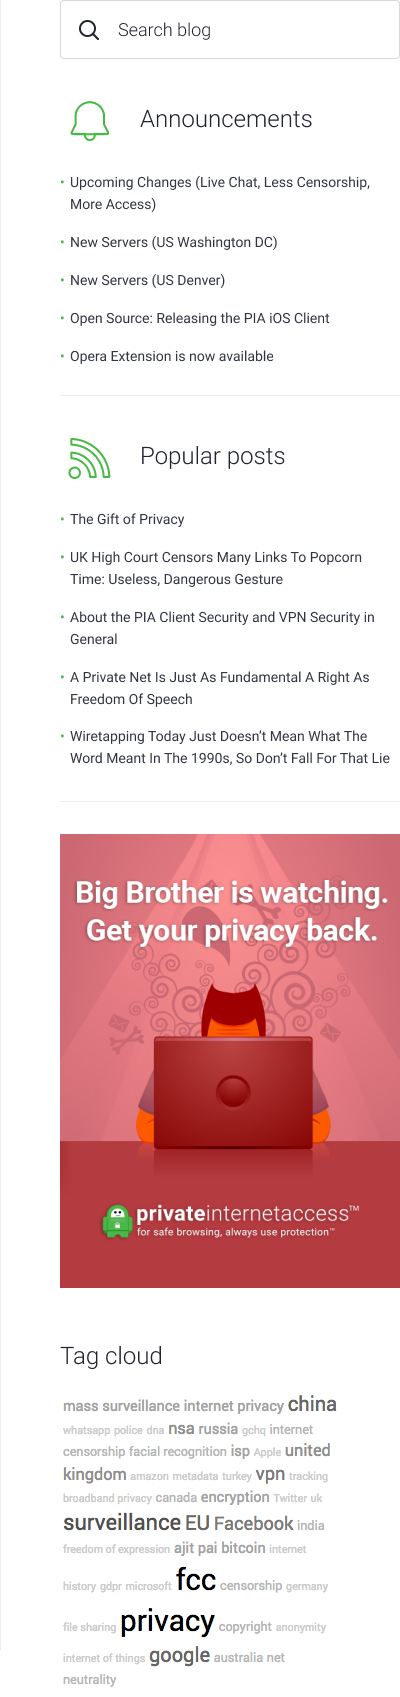 Search blog
Announcements
• Upcoming Changes (Live Chat, Less Censorship,
More Access)
• New Servers (US Washington DC)
• New Servers (US Denver)
• Open Source: Releasing the PIA iOS Client
• Opera Extension is now available
Popular posts
• The Gift of Privacy
• UK High Court Censors Many Links To Popcorn
Time: Useless, Dangerous Gesture
• About the PIA Client Security and VPN Security in
General
• A Private Net Is Just As Fundamental A Right As
Freedom Of Speech
• Wiretapping Today Just Doesn’t Mean What The
Word Meant In The 1990s, So Don’t Fall For That Lie
Big Brother is watching.
Get your privacy back.
privateinternetaccess™
for safe browsing, always use protection™
Tag cloud
mass surveillance internet privacy china
whatsapp police dna nsa russia gchq internet
censorship facial recognition isp Apple united
kingdom amazon metadata turkey vpn tracking
broadband privacy canada encryption Twitter uk
surveillance EU Facebook india
freedom of expression ajit pai bitcoin internet
history gdpr microsoft fcc censorship germany
file sharing privacy copyright anonymity
internet of things google australia net
neutrality